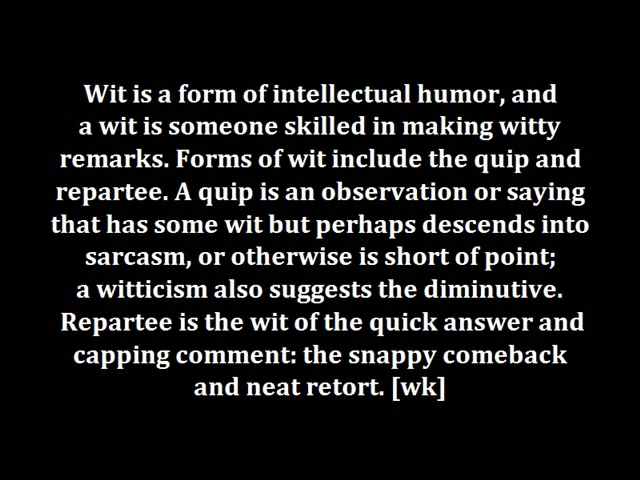 Wit is a form of intellectual humor, and
a wit is someone skilled in making witty
remarks. Forms of wit include the quip and
repartee. A quip is an observation or saying
that has some wit but perhaps descends into
sarcasm, or otherwise is short of point;
a witticism also suggests the diminutive.
Repartee is the wit of the quick answer and
capping comment: the snappy comeback
and neat retort. [wk]